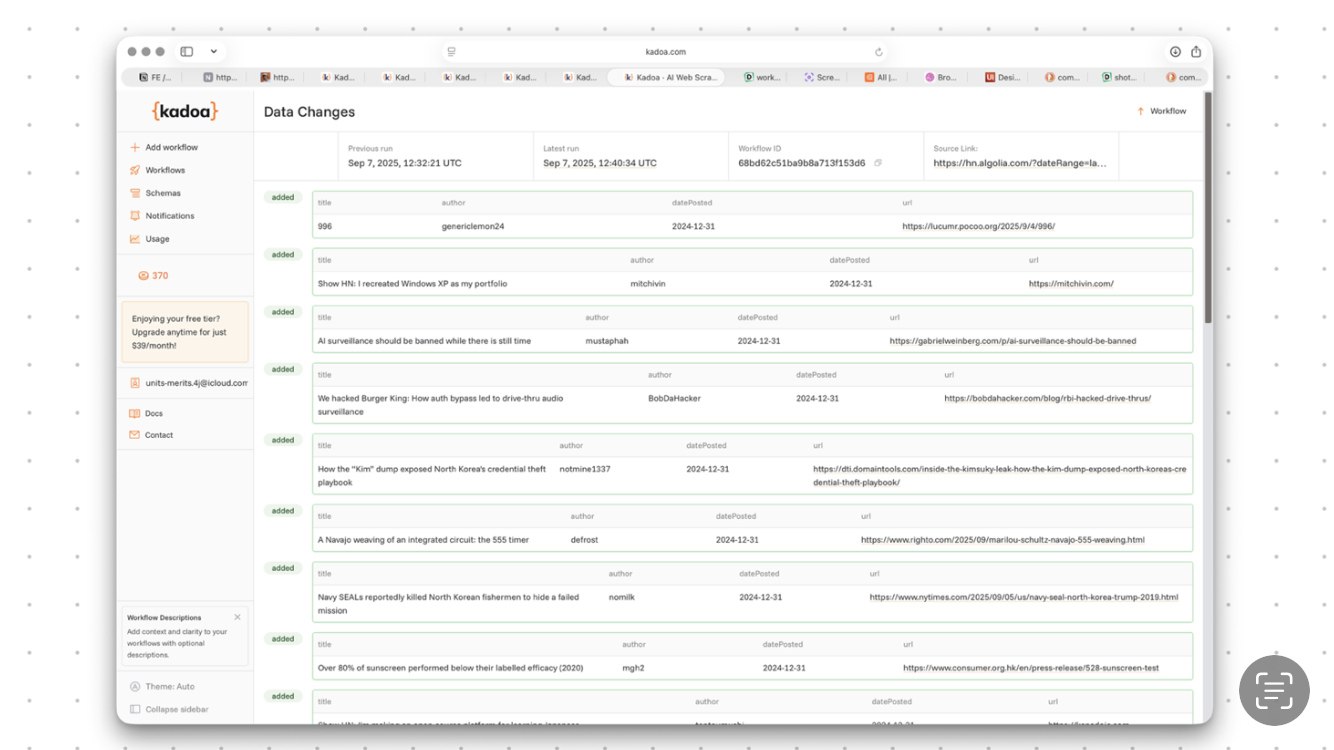 kadoa.com
FE /...
http...
http...
Kad...
Kad...
Kad...
Kad...
Kad...
Kadoa - AI Web Scra...
work...
Scre...
All |...
Bro...
Desi...
com...
shot...
com...
{kadoa}
Add workflow
Workflows
Schemas
Notifications
Usage
370
Enjoying your free tier?
Upgrade anytime for just
$39/month!
units-merits.4j@icloud.com
Docs
Contact
Workflow Descriptions
Add context and clarity to your
workflows with optional
descriptions.
Theme: Auto
Collapse sidebar
Data Changes
Workflow
Previous run
Sep 7, 2025, 12:32:21 UTC
Latest run
Sep 7, 2025, 12:40:34 UTC
Workflow ID
68bd62c51ba9b8a713f153d6
Source Link:
https://hn.algolia.com/?dateRange=la...
added
title author datePosted url
996 genericlemon24 2024-12-31 https://lucumr.pocoo.org/2025/9/4/996/
added
title author datePosted url
Show HN: I recreated Windows XP as my portfolio mitchivin 2024-12-31 https://mitchivin.com/
added
title author datePosted url
AI surveillance should be banned while there is still time mustaphah 2024-12-31 https://gabrielweinberg.com/p/ai-surveillance-should-be-banned
added
title author datePosted url
We hacked Burger King: How auth bypass led to drive-thru audio BobDaHacker 2024-12-31 https://bobdahacker.com/blog/rbi-hacked-drive-thrus/
surveillance
added
title author datePosted url
How the "Kim" dump exposed North Korea's credential theft notmine1337 2024-12-31 https://dti.domaintools.com/inside-the-kimsuky-leak-how-the-kim-dump-exposed-north-koreas-cre
playbook dential-theft-playbook/
added
title author datePosted url
A Navajo weaving of an integrated circuit: the 555 timer defrost 2024-12-31 https://www.righto.com/2025/09/marilou-schultz-navajo-555-weaving.html
added
title author datePosted url
Navy SEALs reportedly killed North Korean fishermen to hide a failed nomilk 2024-12-31 https://www.nytimes.com/2025/09/05/us/navy-seal-north-korea-trump-2019.html
mission
added
title author datePosted url
Over 80% of sunscreen performed below their labelled efficacy (2020) mgh2 2024-12-31 https://www.consumer.org.hk/en/press-release/528-sunscreen-test
added
title author datePosted url